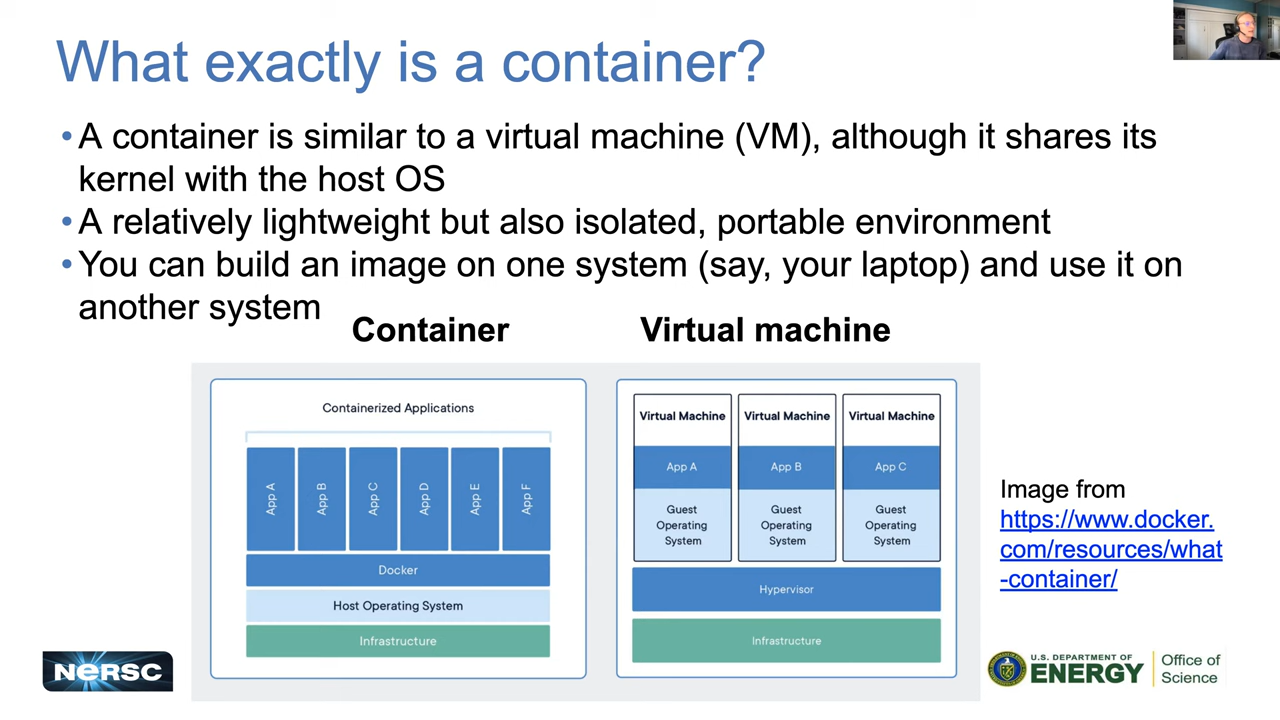 What exactly is a container?
• A container is similar to a virtual machine (VM), although it shares its
kernel with the host OS
• A relatively lightweight but also isolated, portable environment
• You can build an image on one system (say, your laptop) and use it on
another system
Container
Virtual machine
Containerized Applications
App A
App B
App C
App D
App E
App F
Docker
Host Operating System
Infrastructure
Virtual Machine
App A
Guest
Operating
System
Virtual Machine
App B
Guest
Operating
System
Virtual Machine
App C
Guest
Operating
System
Hypervisor
Infrastructure
Image from
https://www.docker.
com/resources/what
-container/
NERSC
U.S. DEPARTMENT OF
ENERGY
Office of
Science